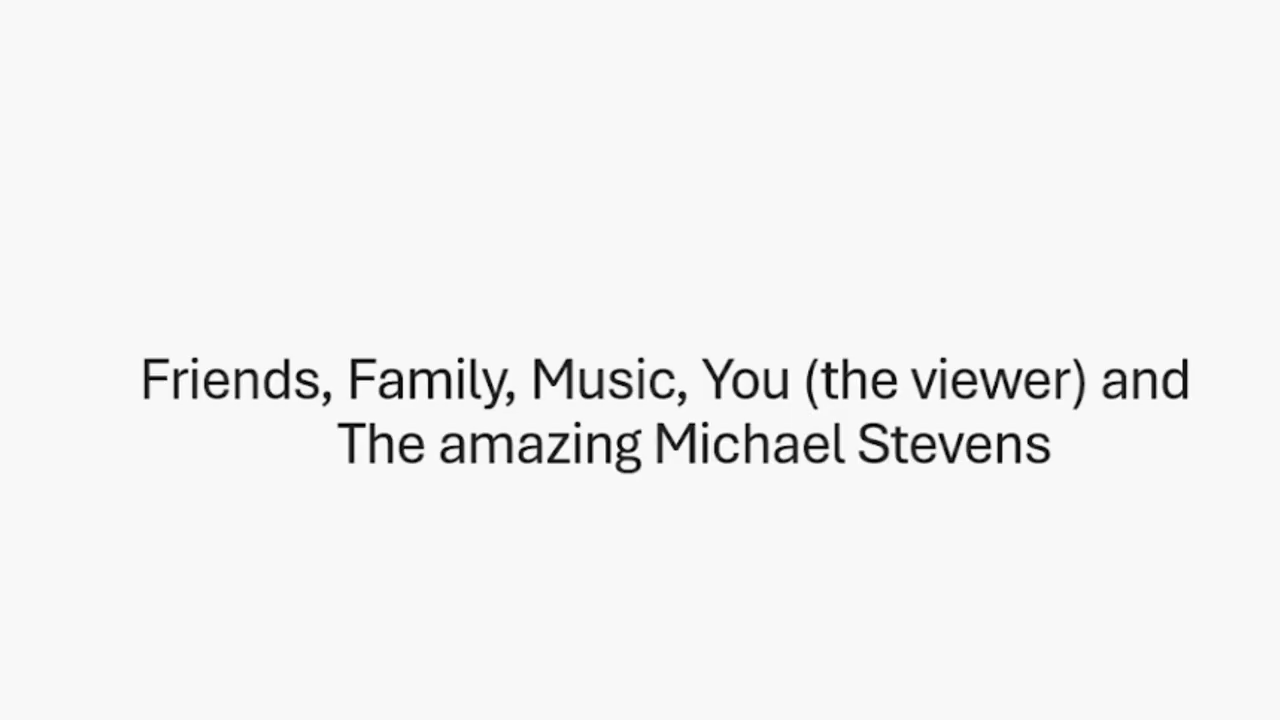 Friends, Family, Music, You (the viewer) and
The amazing Michael Stevens